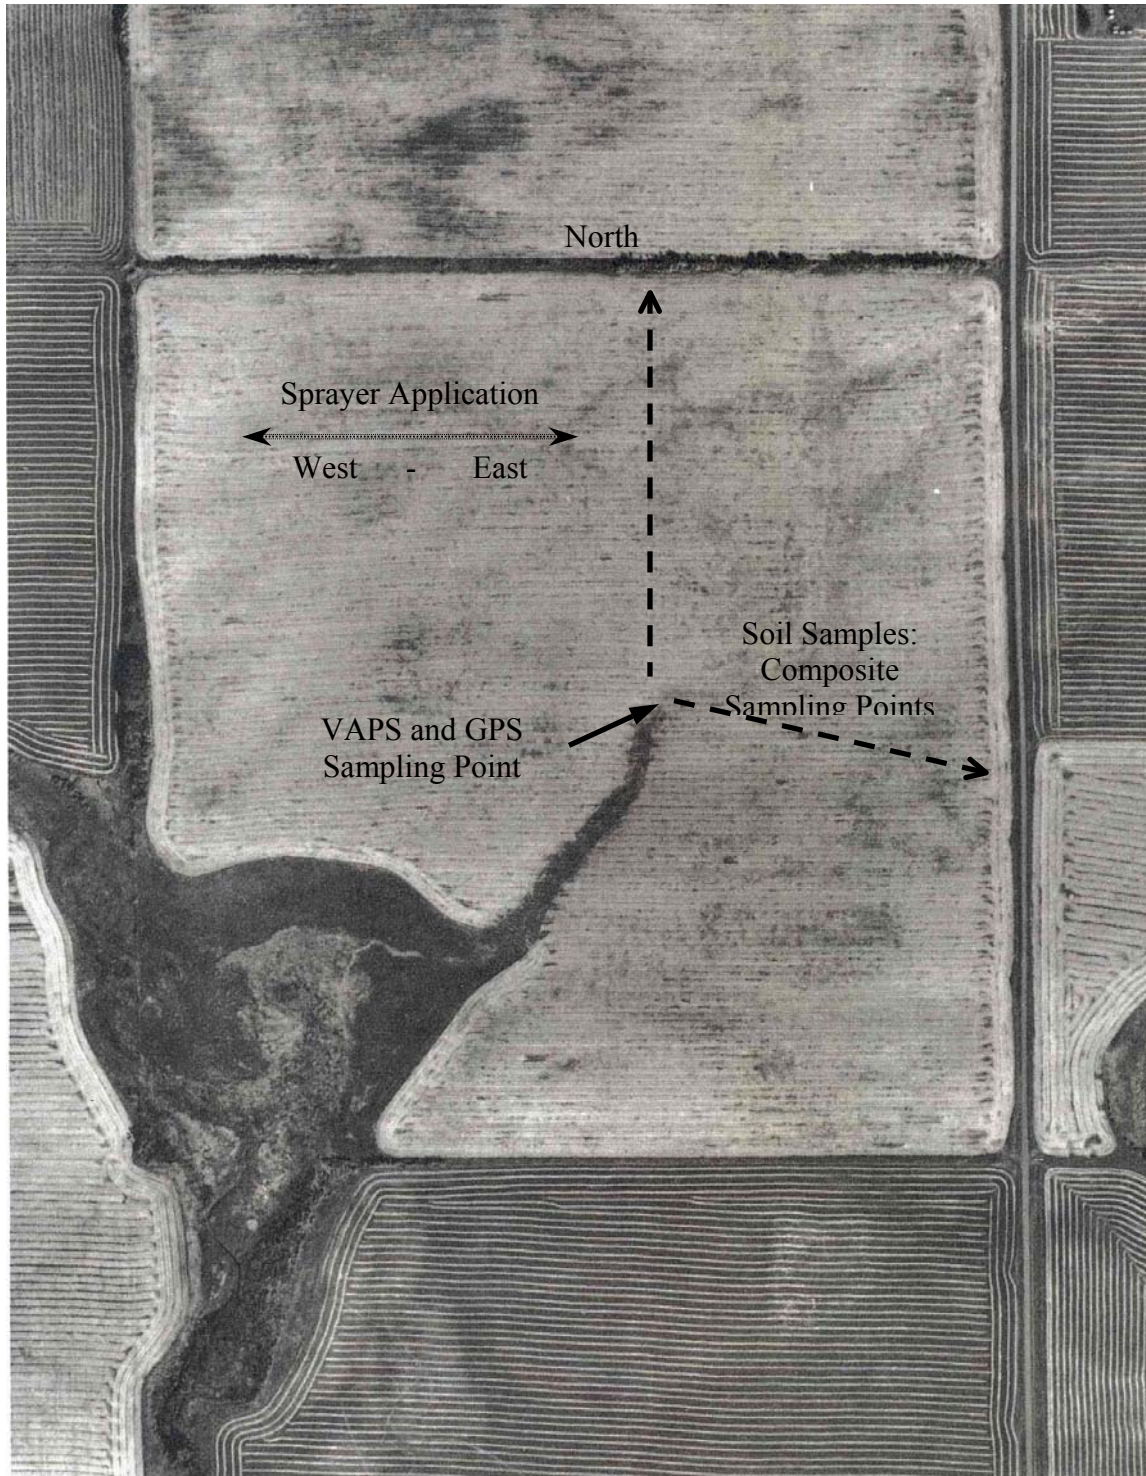 North
Sprayer Application
West - East
Soil Samples:
Composite
Sampling Points
VAPS and GPS
Sampling Point